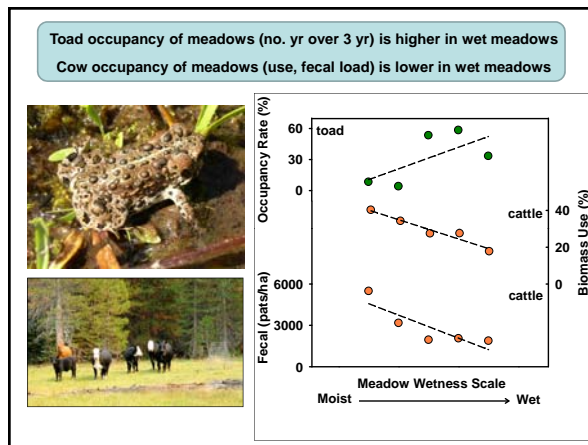 Toad occupancy of meadows (no. yr over 3 yr) is higher in wet meadows
Cow occupancy of meadows (use, fecal load) is lower in wet meadows
Occupancy Rate (%)
60
30
0
toad
cattle
40
20
0
Biomass Use (%)
cattle
Fecal (pats/ha)
6000
3000
0
Meadow Wetness Scale
Moist
Wet